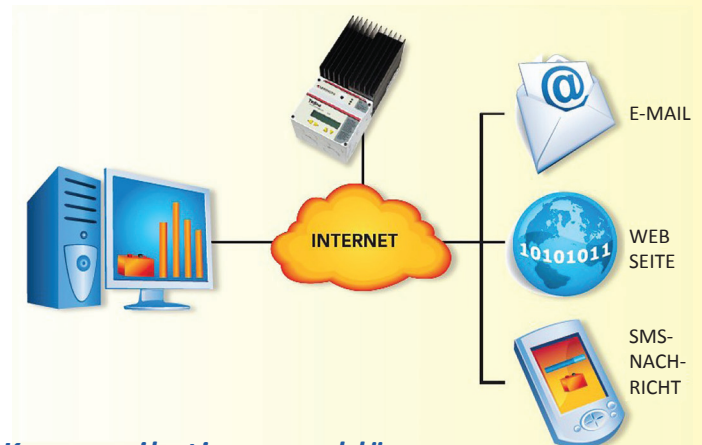 E-MAIL
INTERNET
WEB
SEITE
10101011
SMS-
NACH-
RICHT